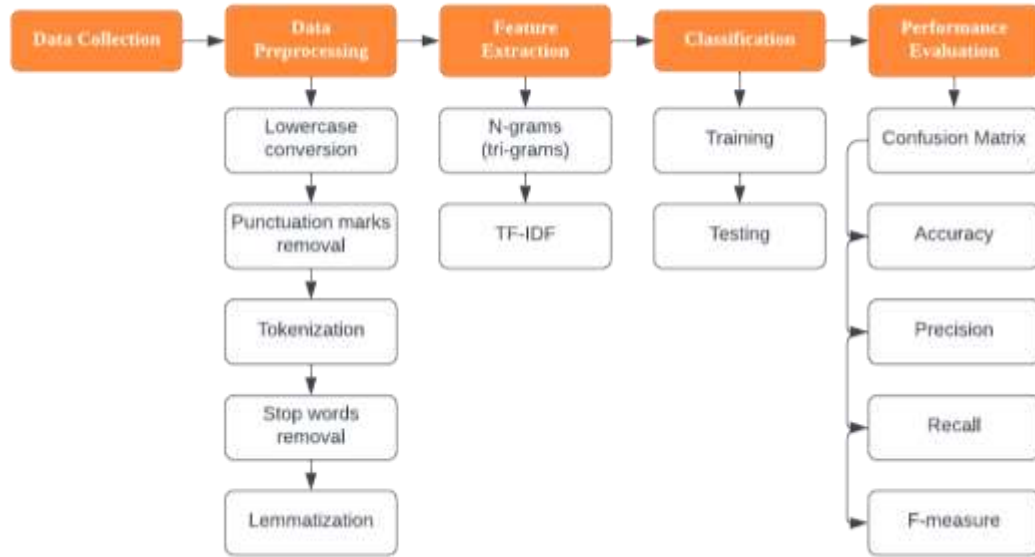 Data Collection
Data
Preprocessing
Feature
Extraction
Classification
Performance
Evaluation
Lowercase
conversion
Punctuation marks
removal
Tokenization
Stop words
removal
Lemmatization
N-grams
(tri-grams)
TF-IDF
Training
Testing
Confusion Matrix
Accuracy
Precision
Recall
F-measure